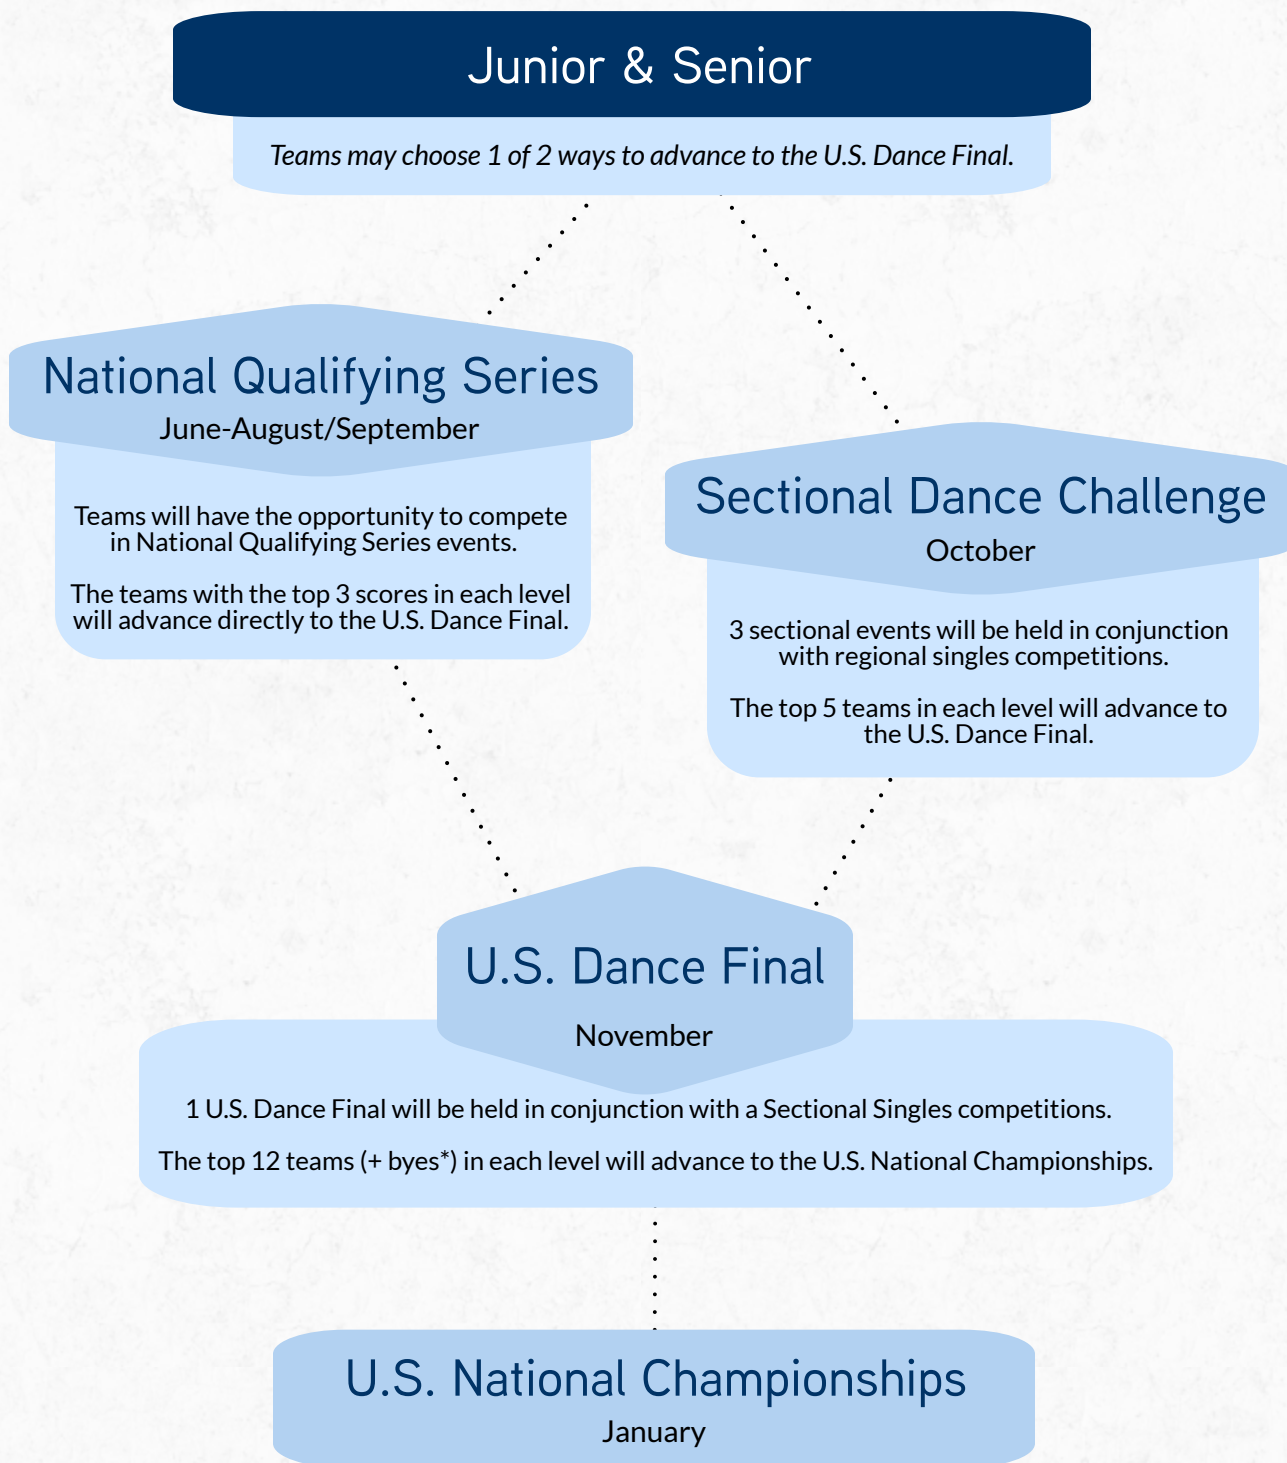 Junior & Senior
Teams may choose 1 of 2 ways to advance to the U.S. Dance Final.
National Qualifying Series
June-August/September
Teams will have the opportunity to compete
in National Qualifying Series events.
The teams with the top 3 scores in each level
will advance directly to the U.S. Dance Final.
Sectional Dance Challenge
October
3 sectional events will be held in conjunction
with regional singles competitions.
The top 5 teams in each level will advance to
the U.S. Dance Final.
U.S. Dance Final
November
1 U.S. Dance Final will be held in conjunction with a Sectional Singles competitions.
The top 12 teams (+ byes*) in each level will advance to the U.S. National Championships.
U.S. National Championships
January